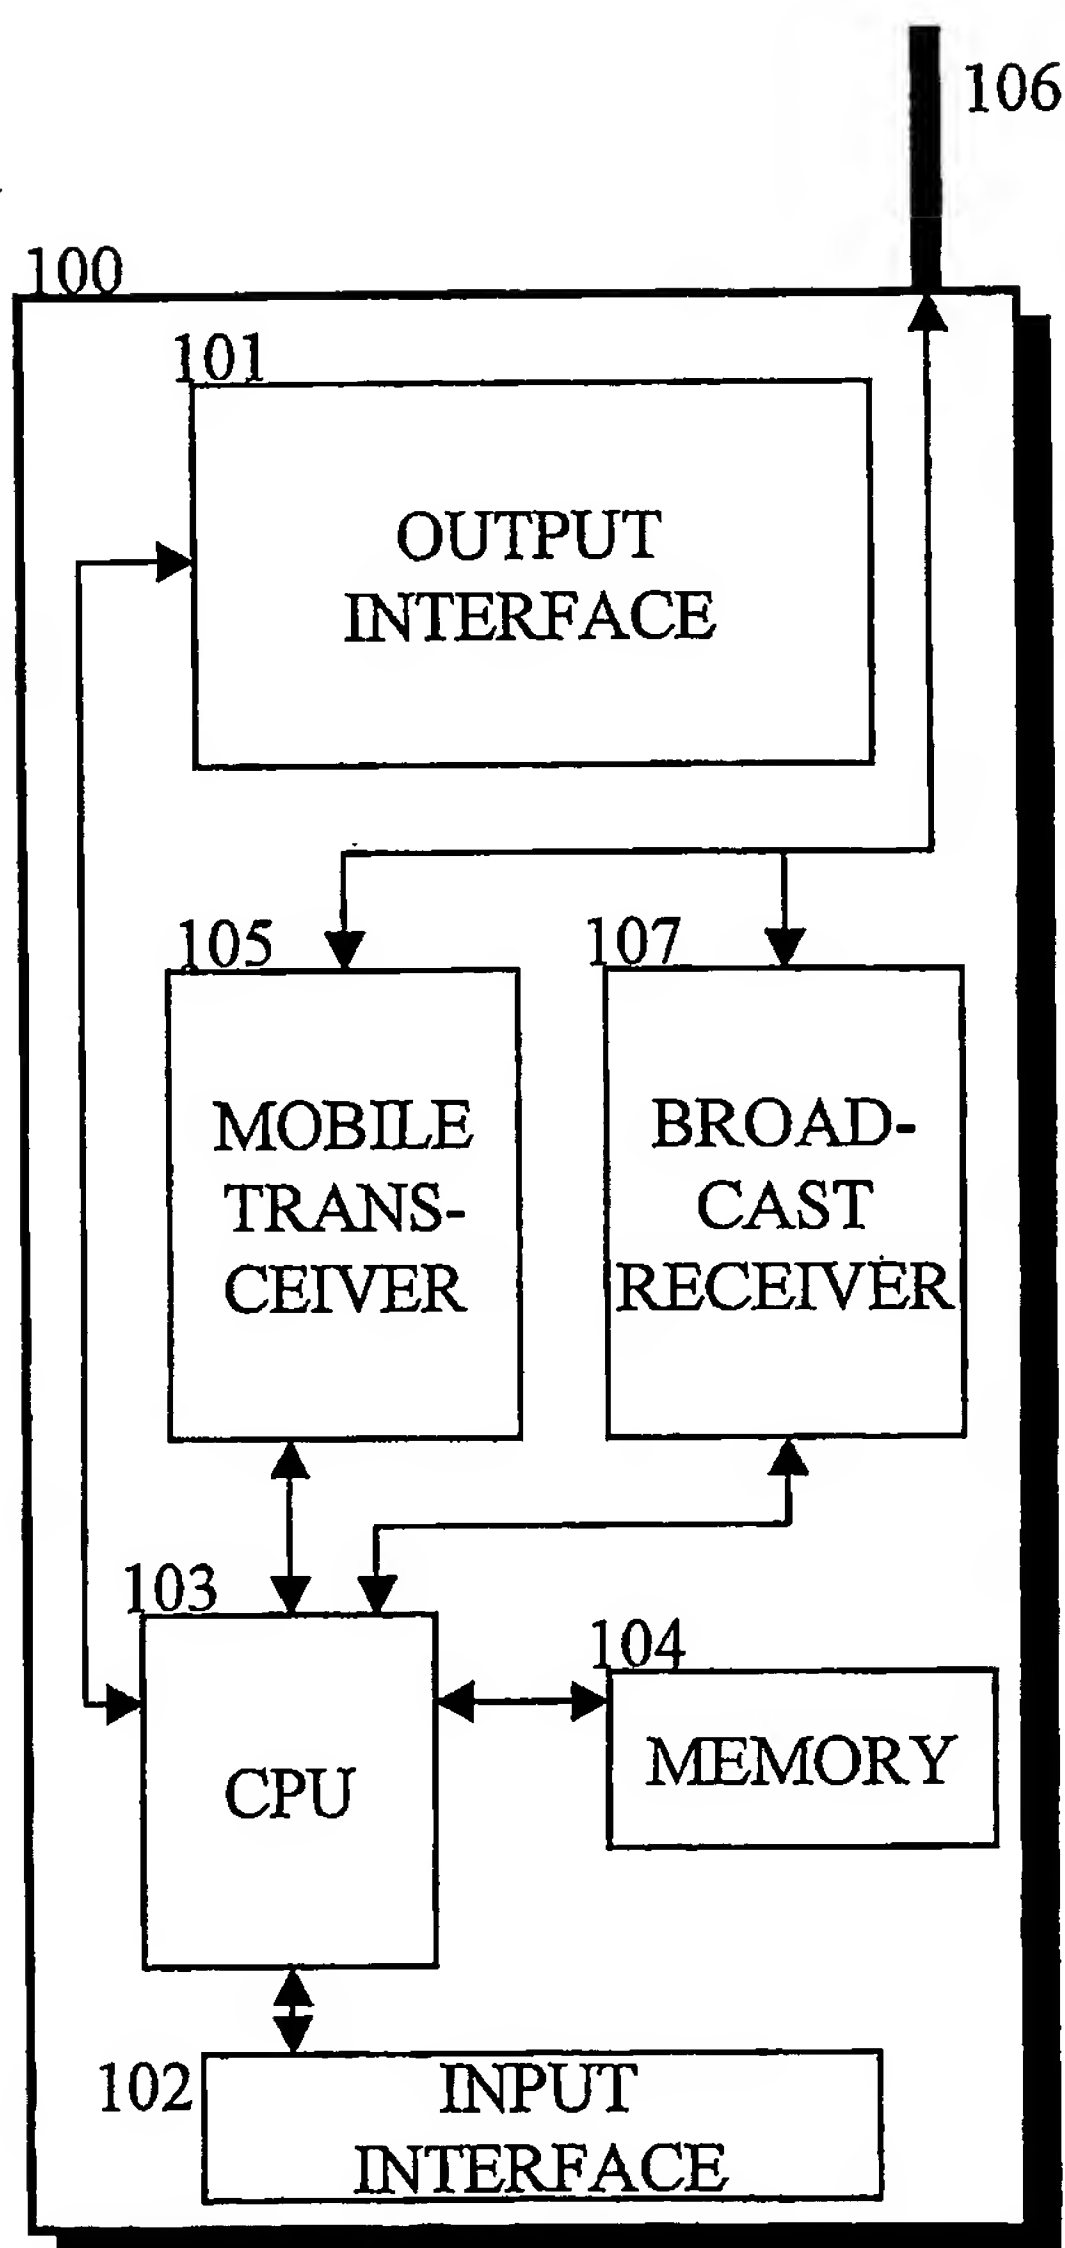 106
100
101
OUTPUT
INTERFACE
105
107
MOBILE
TRANS-
CEIVER
BROAD-
CAST
RECEIVER
103
104
CPU
MEMORY
102
INPUT
INTERFACE